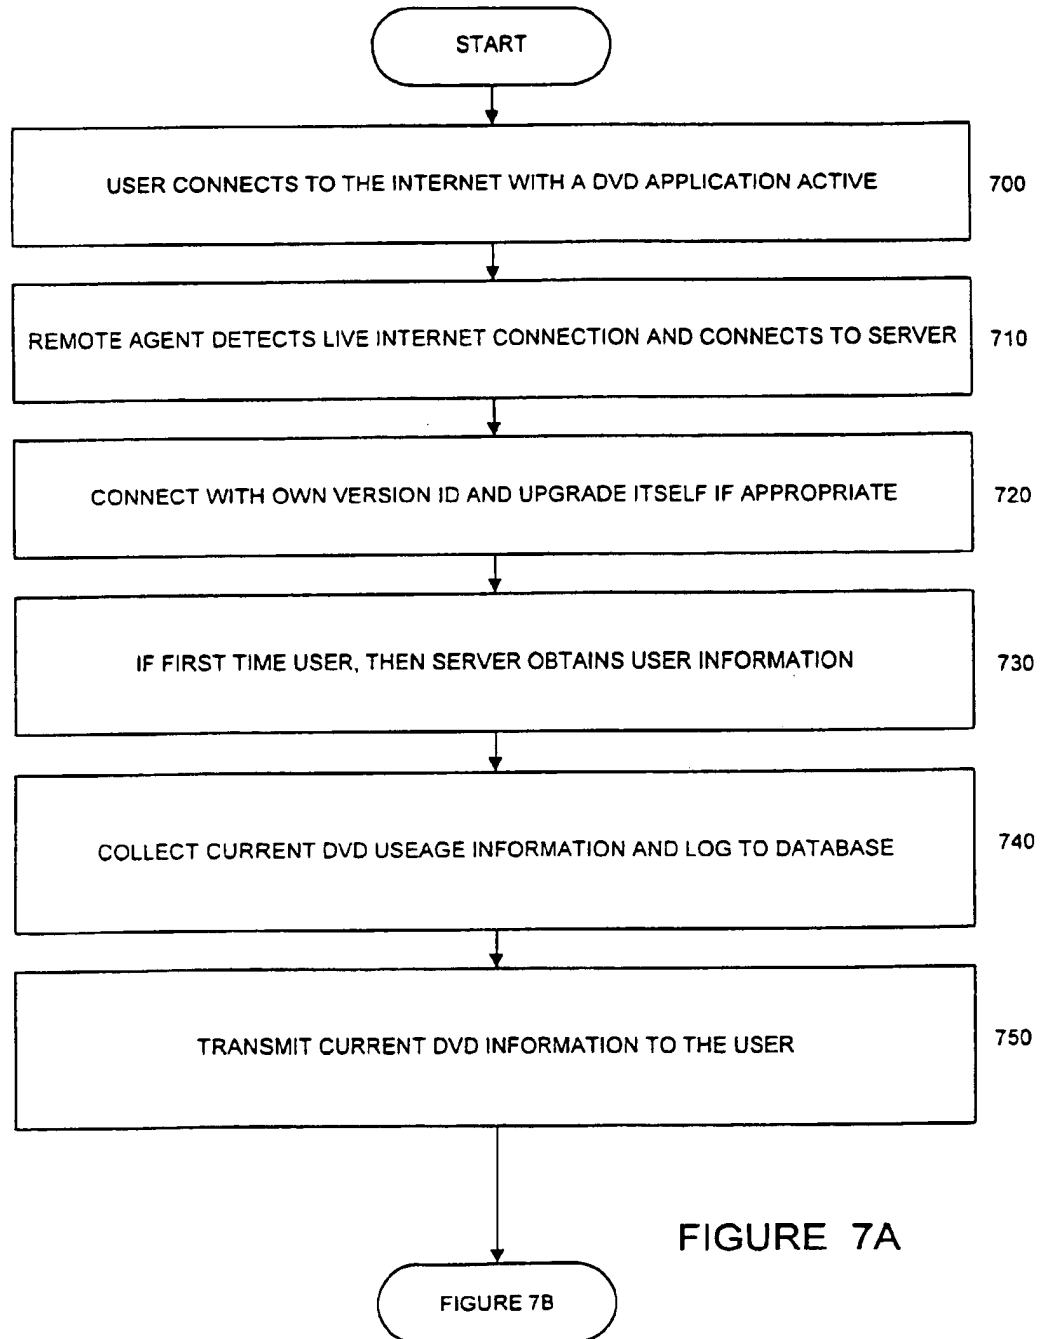 START
USER CONNECTS TO THE INTERNET WITH A DVD APPLICATION ACTIVE
700
REMOTE AGENT DETECTS LIVE INTERNET CONNECTION AND CONNECTS TO SERVER
710
CONNECT WITH OWN VERSION ID AND UPGRADE ITSELF IF APPROPRIATE
720
IF FIRST TIME USER, THEN SERVER OBTAINS USER INFORMATION
730
COLLECT CURRENT DVD USEAGE INFORMATION AND LOG TO DATABASE
740
TRANSMIT CURRENT DVD INFORMATION TO THE USER
750
FIGURE 7A
FIGURE 7B